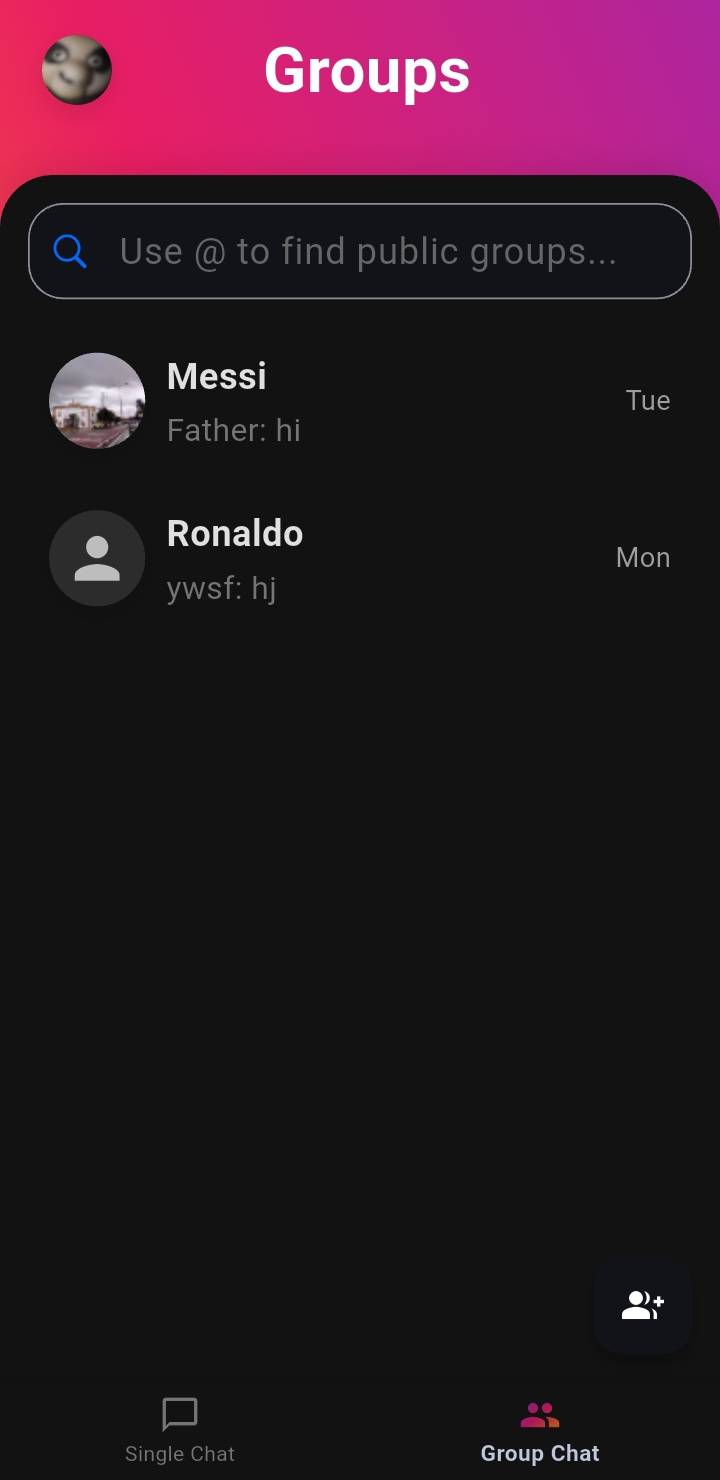 Groups
Use @ to find public groups...
Messi
Father: hi
Tue
Ronaldo
ywsf: hj
Mon
Single Chat
Group Chat